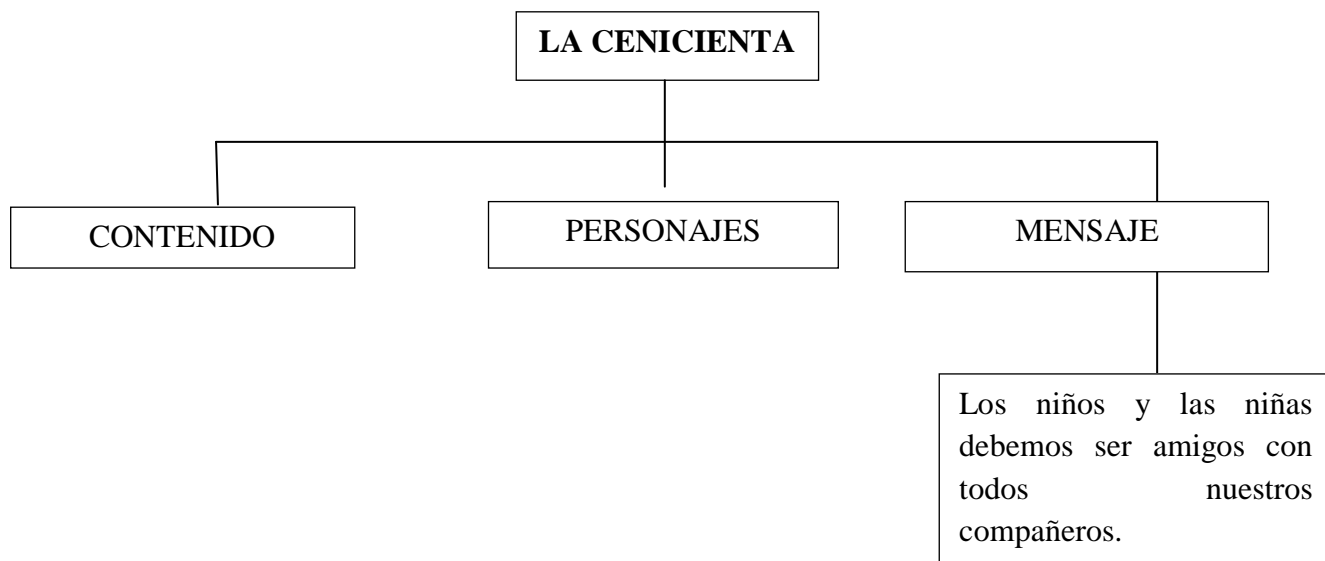 LA CENICIENTA
CONTENIDO
PERSONAJES
MENSAJE
Los niños y las niñas
debemos ser amigos con
todos nuestros
compañeros.